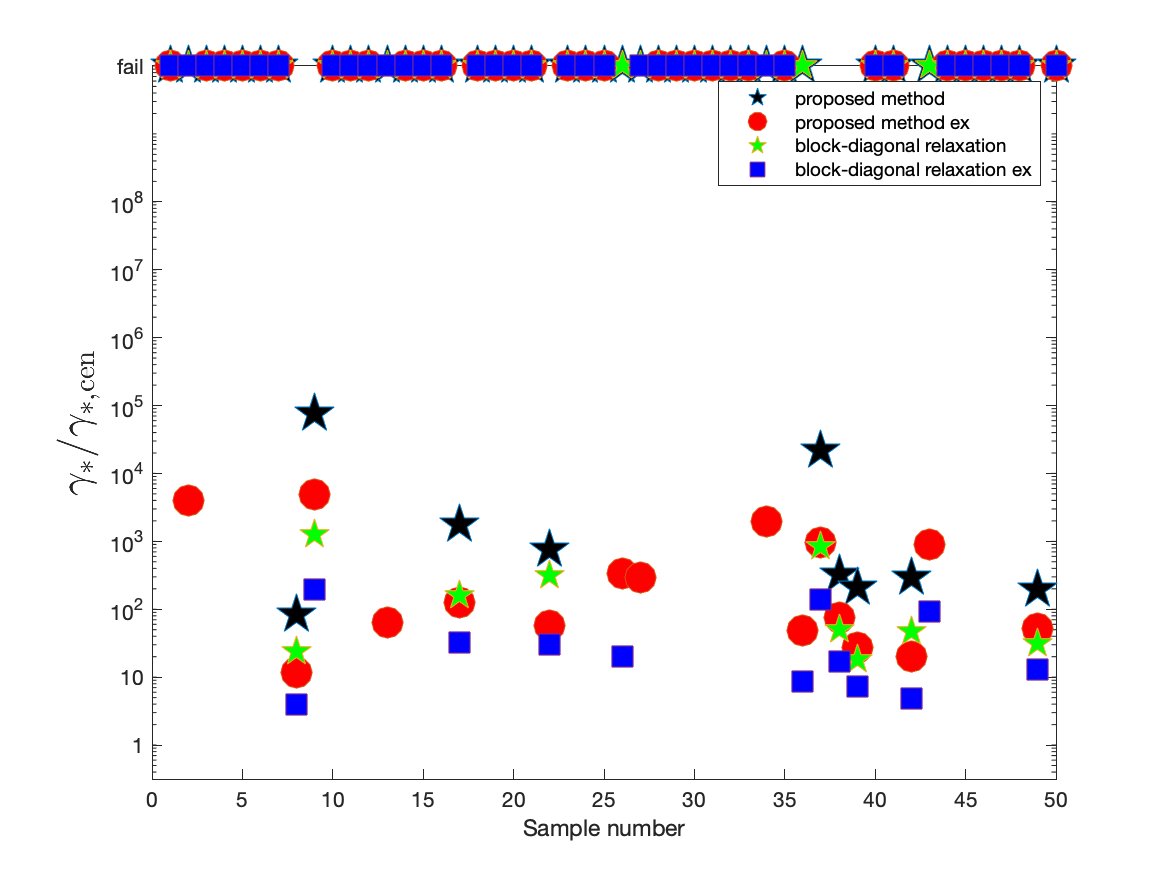 fail
proposed method
proposed method ex
block-diagonal relaxation
block-diagonal relaxation ex
10^8
10^7
10^6
10^5
10^4
10^3
10^2
10
1
γ_*/γ_{*,cen}
0 5 10 15 20 25 30 35 40 45 50
Sample number